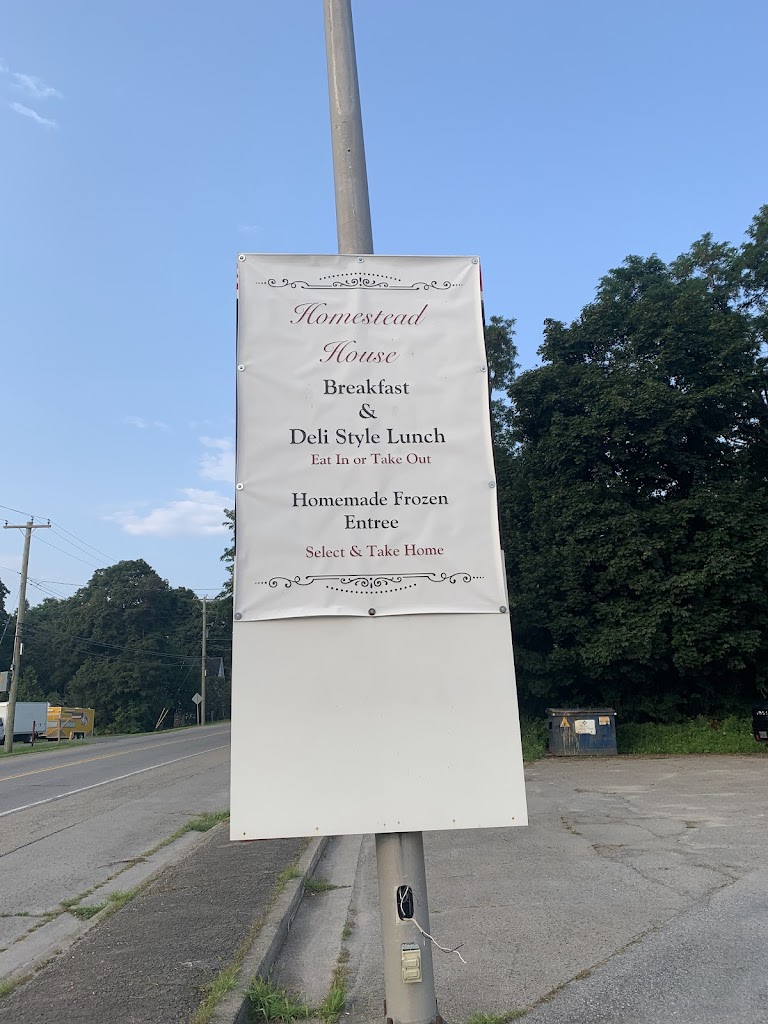 Homestead
House
Breakfast
&
Deli Style Lunch
Eat In or Take Out
Homemade Frozen
Entree
Select & Take Home